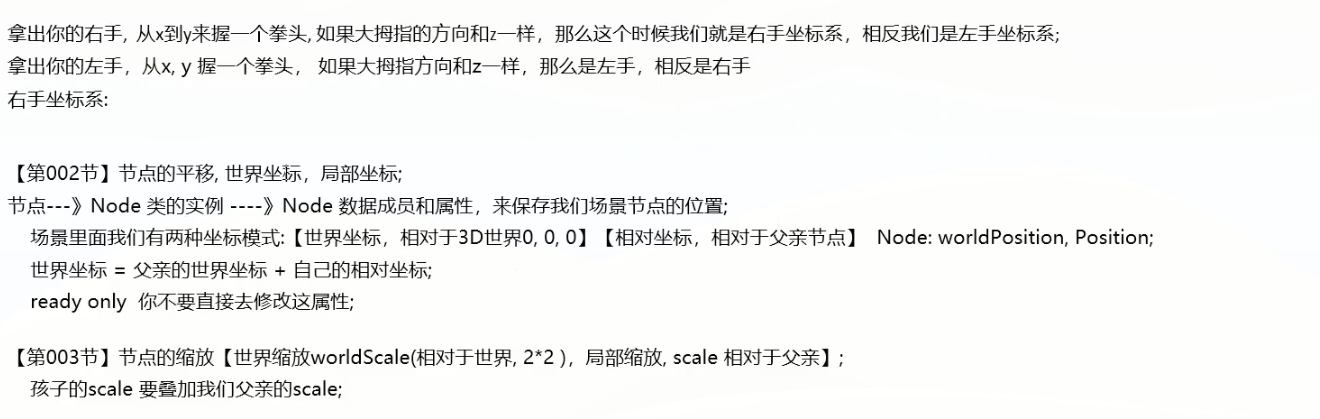 拿出你的右手, 从x到y来握一个拳头, 如果大拇指的方向和z一样，那么这个时候我们就是右手坐标系，相反我们是左手坐标系;
拿出你的左手，从x, y 握一个拳头， 如果大拇指方向和z一样，那么是左手，相反是右手
右手坐标系:
【第002节】节点的平移, 世界坐标，局部坐标;
节点---》Node 类的实例 ----》Node 数据成员和属性，来保存我们场景节点的位置;
场景里面我们有两种坐标模式:【世界坐标，相对于3D世界0, 0, 0】【相对坐标，相对于父亲节点】 Node: worldPosition, Position;
世界坐标 = 父亲的世界坐标 + 自己的相对坐标;
ready only 你不要直接去修改这属性;
【第003节】节点的缩放【世界缩放worldScale(相对于世界, 2*2 )，局部缩放, scale 相对于父亲】;
孩子的scale 要叠加我们父亲的scale;